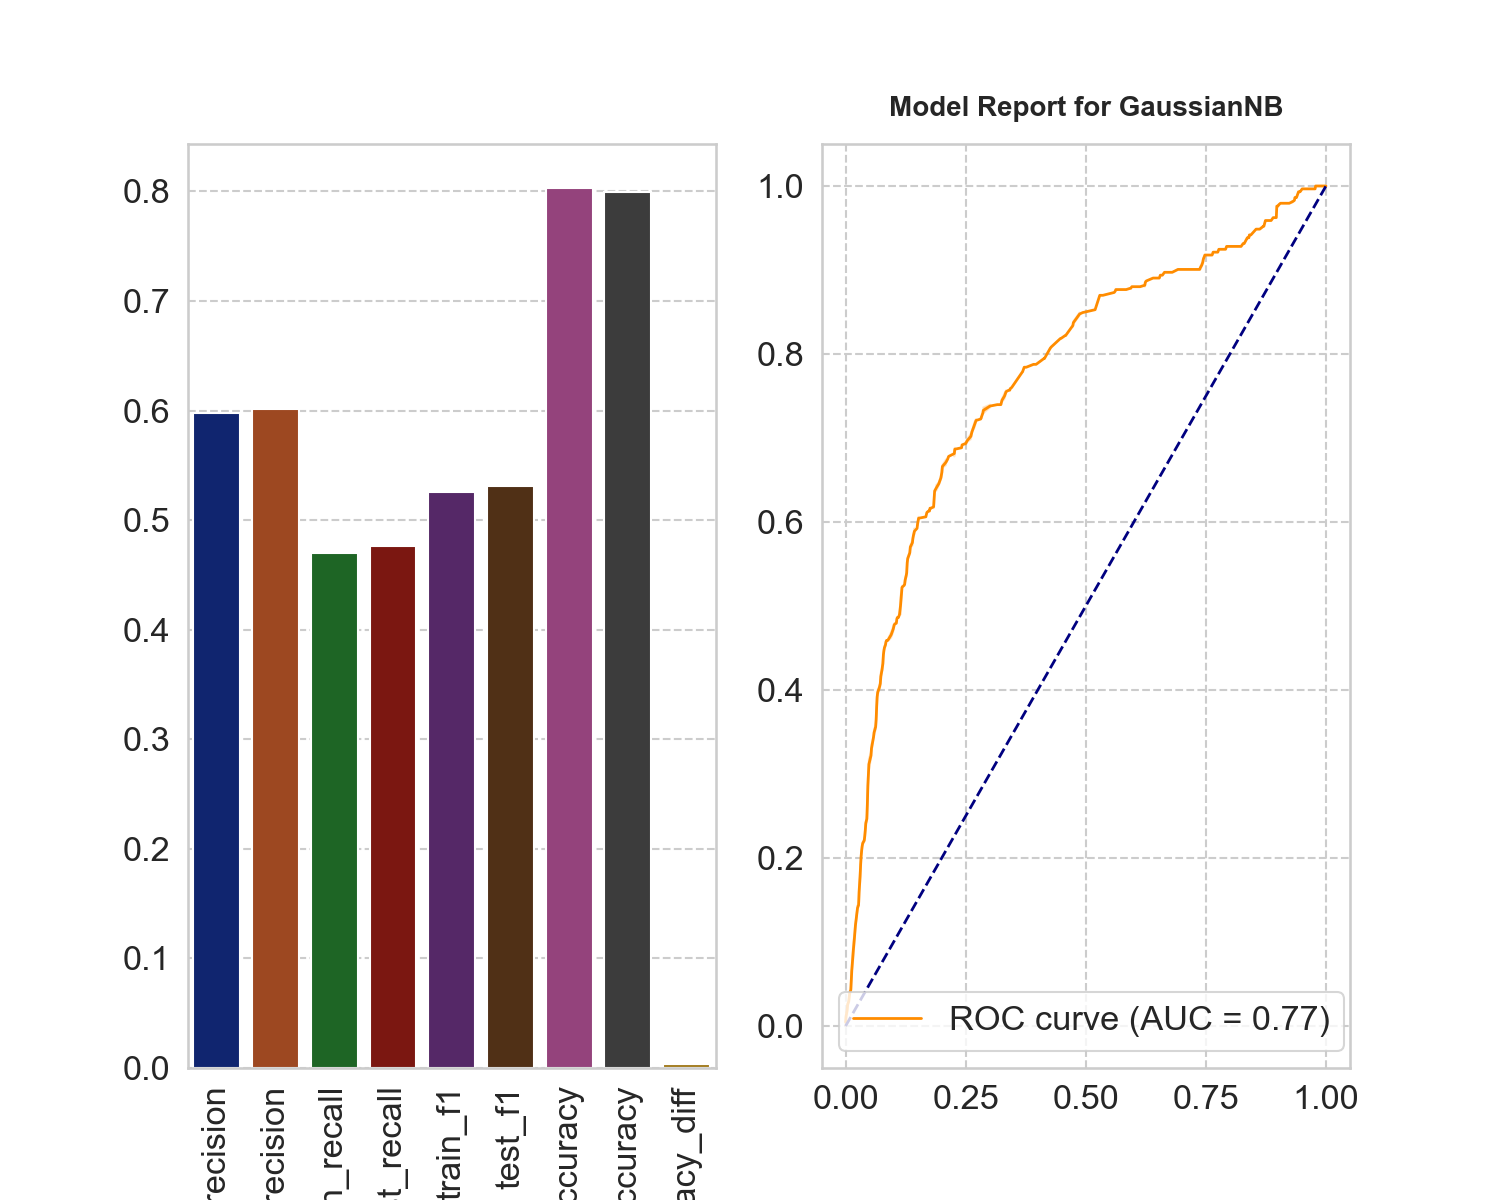 Model Report for GaussianNB
0.8
0.7
0.6
0.5
0.4
0.3
0.2
0.1
0.0
recision
recision
n_recall
t_recall
train_f1
test_f1
ccuracy
ccuracy
acy_diff
1.0
0.8
0.6
0.4
0.2
0.0
ROC curve (AUC = 0.77)
0.00 0.25 0.50 0.75 1.00